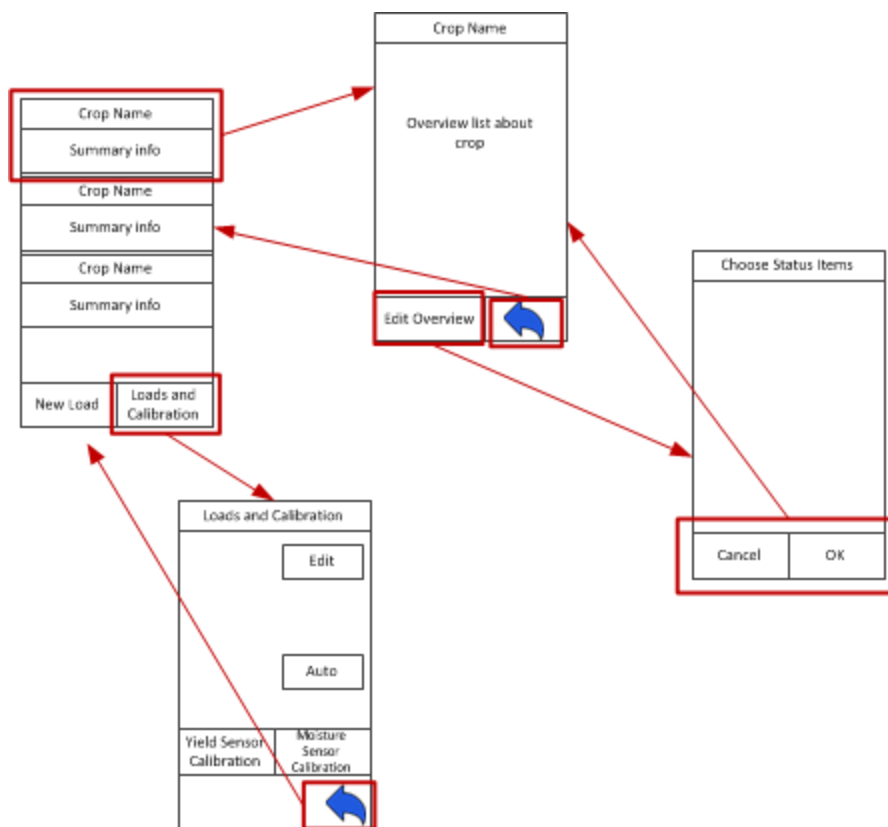 Crop Name
Overview list about
crop
Edit Overview
Crop Name
Summary info
Crop Name
Summary info
Crop Name
Summary info
New Load
Loads and
Calibration
Choose Status Items
Cancel
OK
Loads and Calibration
Edit
Auto
Yield Sensor
Calibration
Moisture
Sensor
Calibration